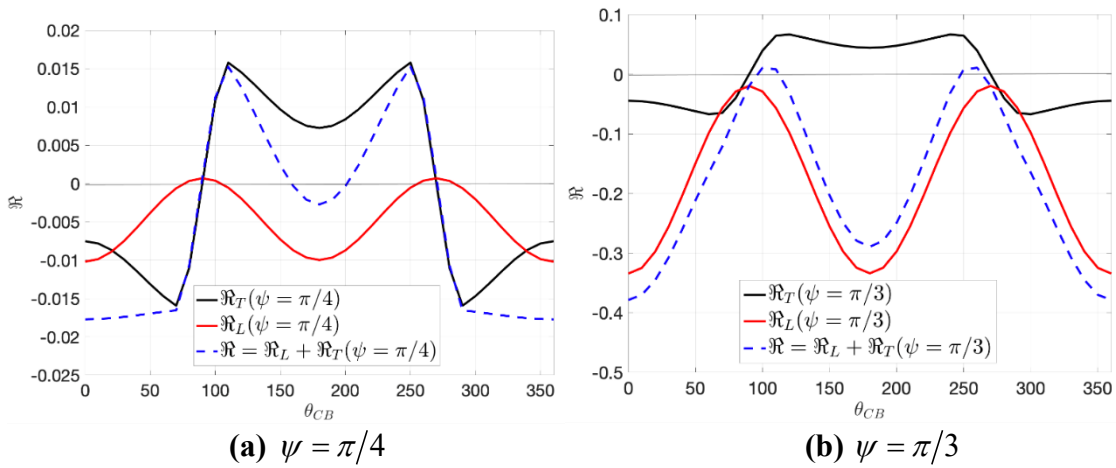 0.02
0.015
0.01
0.005
0
-0.005
-0.01
-0.015
-0.02
-0.025
ℜ
0 50 100 150 200 250 300 350
θ_CB
ℜ_T(ψ = π/4)
ℜ_L(ψ = π/4)
ℜ = ℜ_L + ℜ_T(ψ = π/4)
(a) ψ = π/4
0.1
0
-0.1
-0.2
-0.3
-0.4
-0.5
ℜ
0 50 100 150 200 250 300 350
θ_CB
ℜ_T(ψ = π/3)
ℜ_L(ψ = π/3)
ℜ = ℜ_L + ℜ_T(ψ = π/3)
(b) ψ = π/3